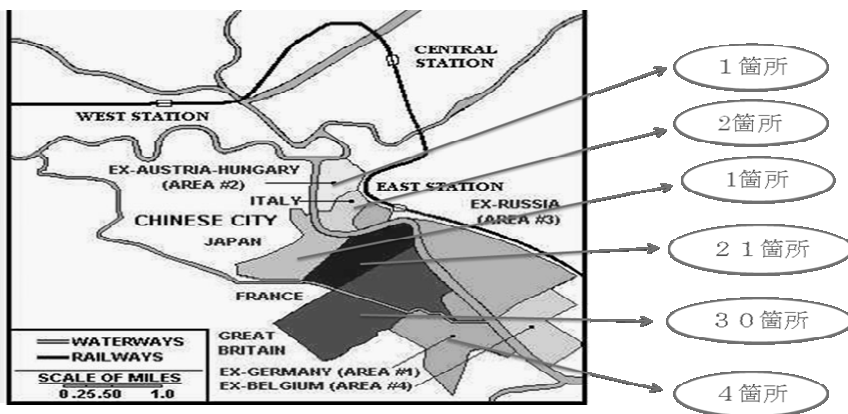 CENTRAL
STATION
WEST STATION
EX-AUSTRIA-HUNGARY
(AREA #2)
EAST STATION
ITALY
EX-RUSSIA
(AREA #3)
CHINESE CITY
JAPAN
FRANCE
GREAT
BRITAIN
EX-GERMANY (AREA #1)
EX-BELGIUM (AREA #4)
WATERWAYS
RAILWAYS
SCALE OF MILES
0 .25 .50 1.0
1箇所
2箇所
1箇所
21箇所
30箇所
4箇所